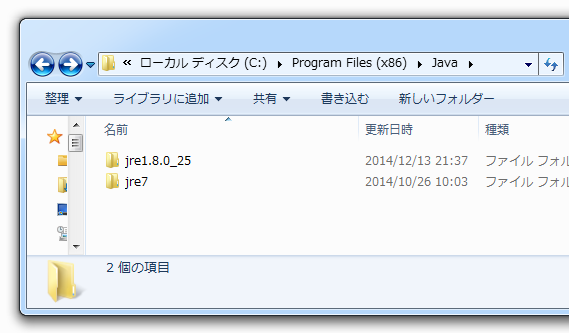 « ローカル ディスク (C:) ▸ Program Files (x86) ▸ Java ▸
整理 ライブラリに追加 共有 書き込む 新しいフォルダー
名前 更新日時 種類
jre1.8.0_25 2014/12/13 21:37 ファイル フォル
jre7 2014/10/26 10:03 ファイル フォル
2 個の項目